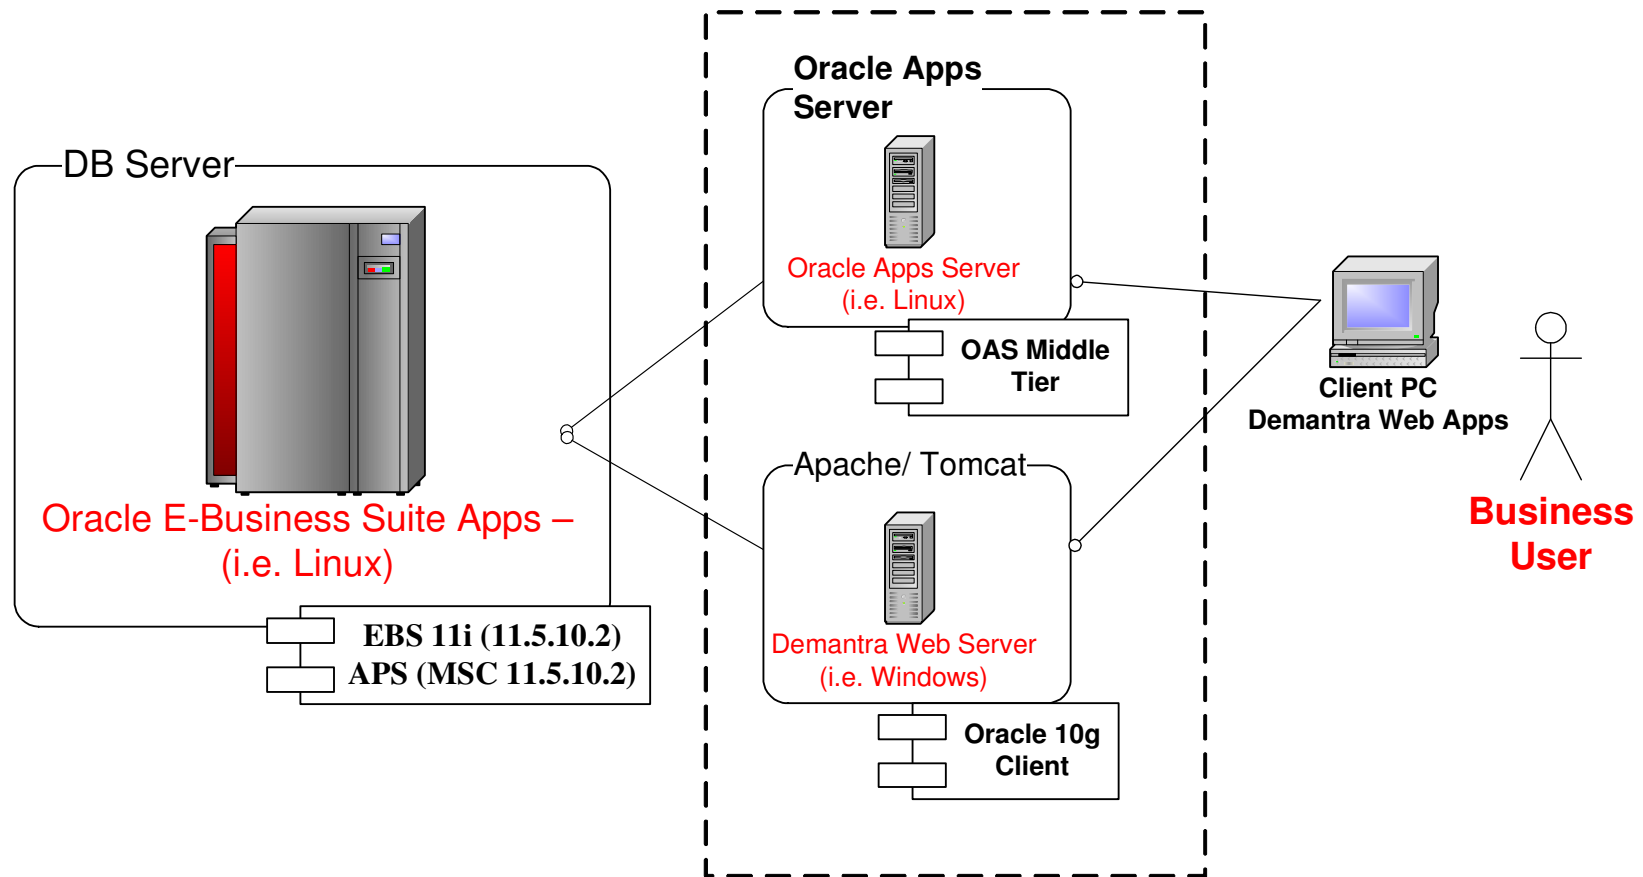 DB Server
Oracle E-Business Suite Apps –
(i.e. Linux)
EBS 11i (11.5.10.2)
APS (MSC 11.5.10.2)
Oracle Apps
Server
Oracle Apps Server
(i.e. Linux)
OAS Middle
Tier
Apache/ Tomcat
Demantra Web Server
(i.e. Windows)
Oracle 10g
Client
Client PC
Demantra Web Apps
Business
User